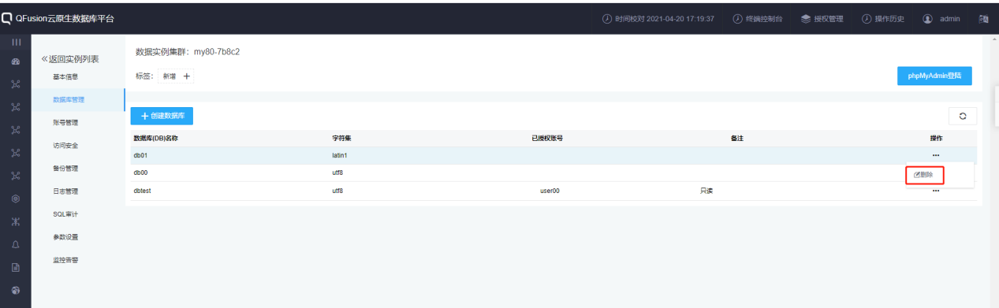 QFusion云原生数据库平台
时间校对 2021-04-20 17:19:37
终端控制台
授权管理
操作历史
admin
返回实例列表
基本信息
数据库管理
账号管理
访问安全
备份管理
日志管理
SQL审计
参数设置
监控告警
数据实例集群：my80-7b8c2
标签： 新增 +
phpMyAdmin登陆
+ 创建数据库
数据库(DB)名称 字符集 已授权账号 备注 操作
db01 latin1 ...
db00 utf8
删除
dbtest utf8 user00 只读 ...